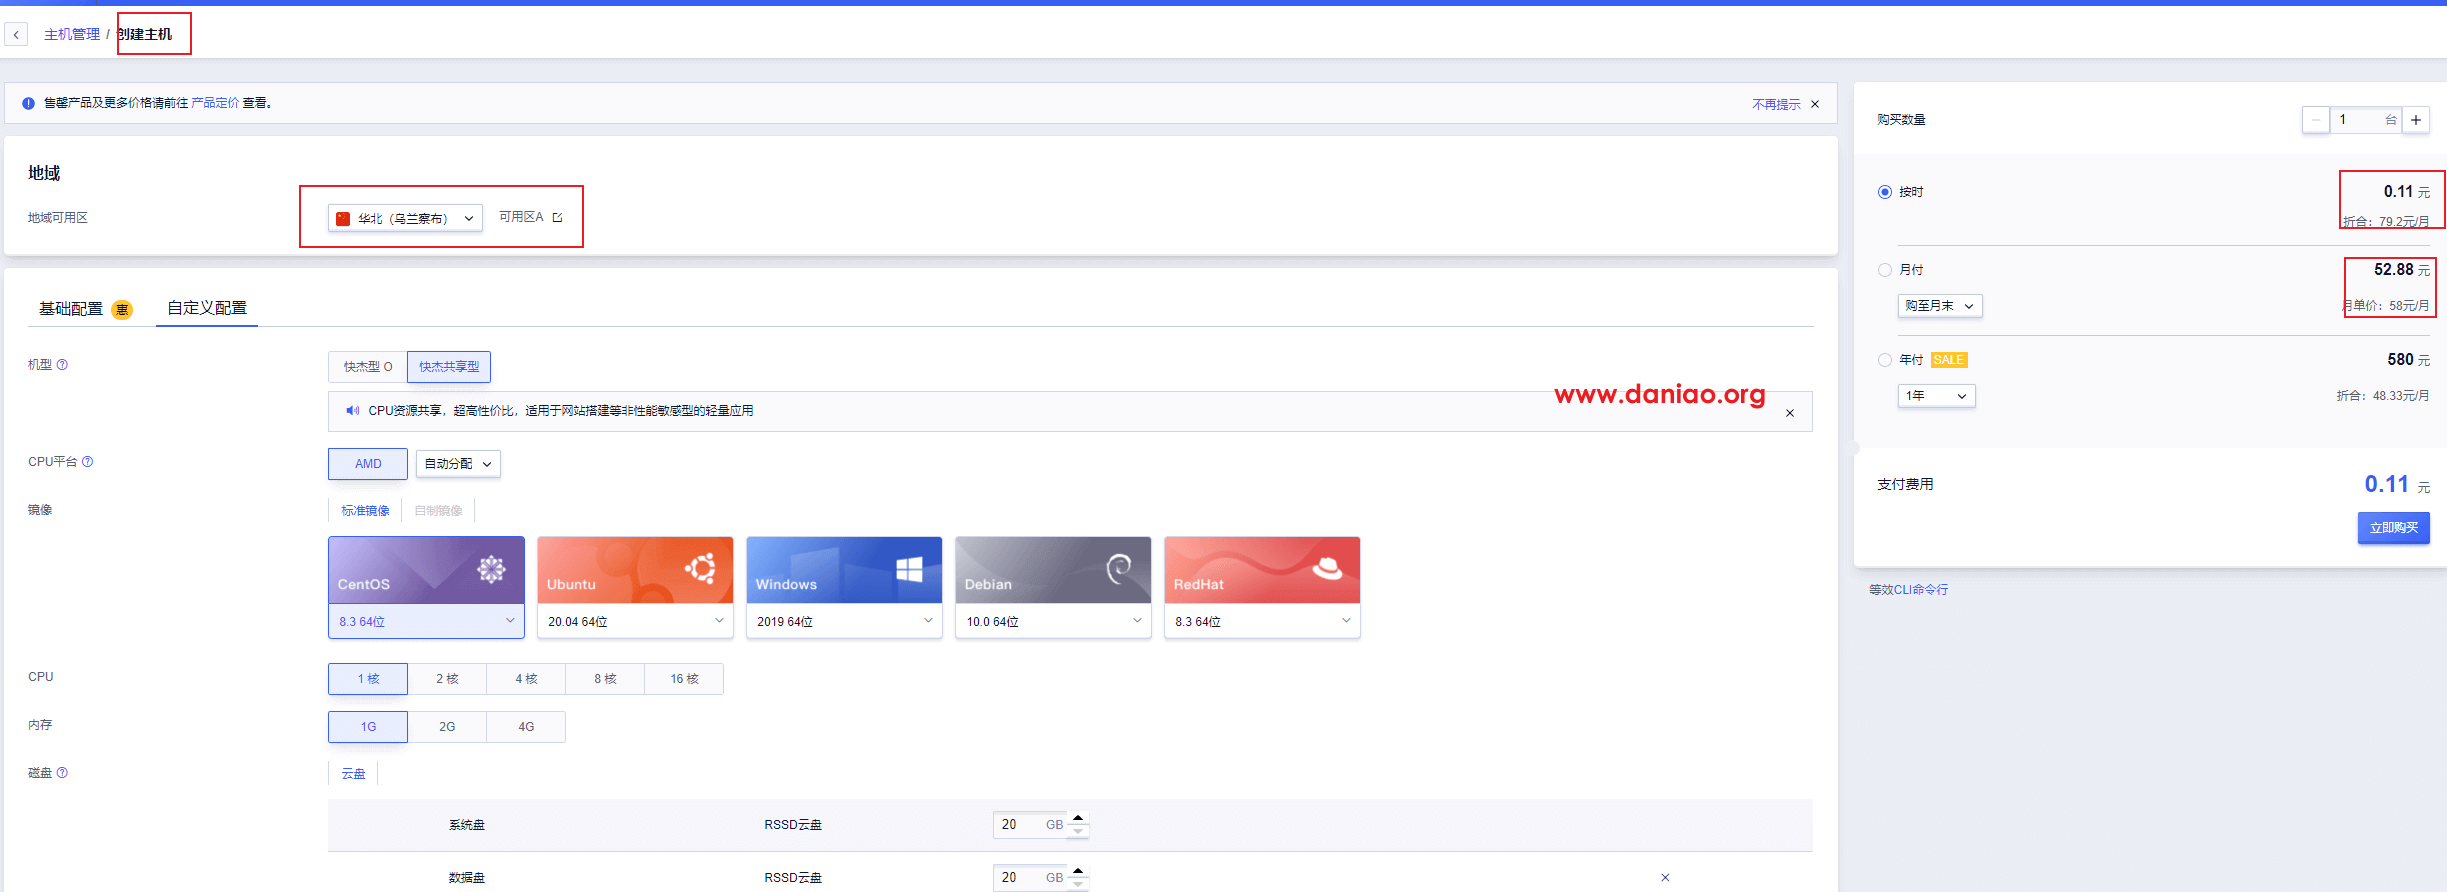 主机管理 / 创建主机
售罄产品及更多价格请前往 产品定价 查看。
不再提示
地域
地域可用区
华北（乌兰察布）
可用区A
基础配置 惠
自定义配置
机型
快杰型 O
快杰共享型
CPU资源共享，超高性价比，适用于网站搭建等非性能敏感型的轻量应用
www.daniao.org
CPU平台
AMD
自动分配
镜像
标准镜像
自制镜像
CentOS
Ubuntu
Windows
Debian
RedHat
8.3 64位
20.04 64位
2019 64位
10.0 64位
8.3 64位
CPU
1 核
2 核
4 核
8 核
16 核
内存
1G
2G
4G
磁盘
云盘
系统盘
RSSD云盘
20 GB
数据盘
RSSD云盘
20 GB
购买数量
1 台
按时
0.11 元
折合：79.2元/月
月付
52.88 元
购至月末
月单价：58元/月
年付 SALE
580 元
1年
折合：48.33元/月
支付费用
0.11 元
立即购买
等效CLI命令行